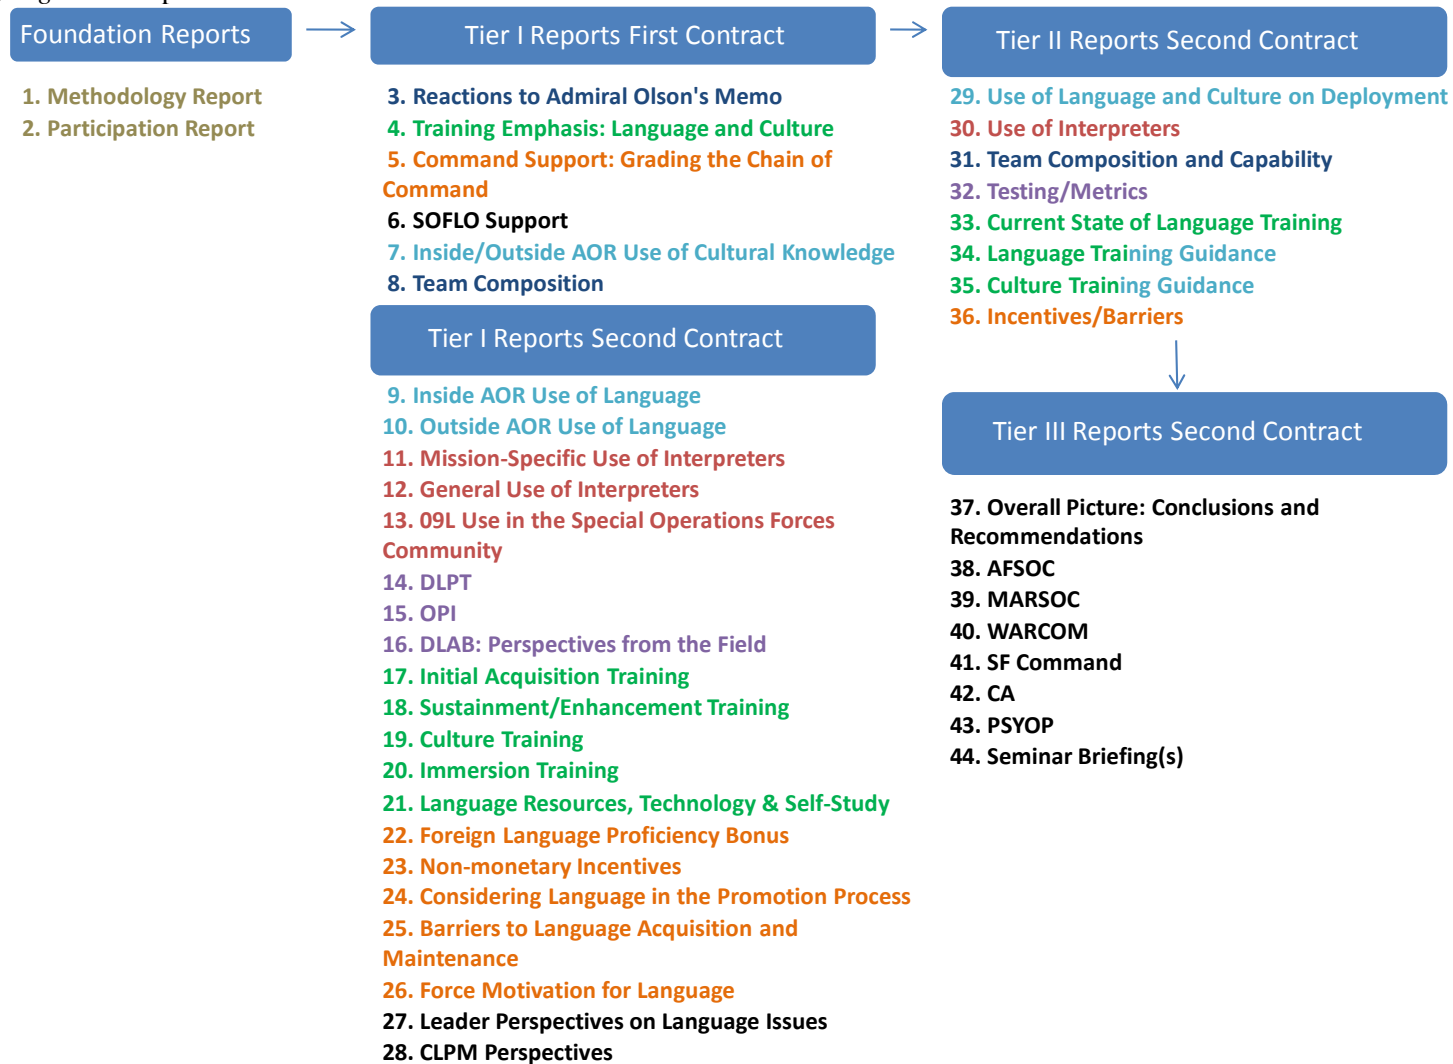 Foundation Reports
1. Methodology Report
2. Participation Report
Tier I Reports First Contract
3. Reactions to Admiral Olson's Memo
4. Training Emphasis: Language and Culture
5. Command Support: Grading the Chain of
Command
6. SOFLO Support
7. Inside/Outside AOR Use of Cultural Knowledge
8. Team Composition
Tier I Reports Second Contract
9. Inside AOR Use of Language
10. Outside AOR Use of Language
11. Mission-Specific Use of Interpreters
12. General Use of Interpreters
13. 09L Use in the Special Operations Forces
Community
14. DLPT
15. OPI
16. DLAB: Perspectives from the Field
17. Initial Acquisition Training
18. Sustainment/Enhancement Training
19. Culture Training
20. Immersion Training
21. Language Resources, Technology & Self-Study
22. Foreign Language Proficiency Bonus
23. Non-monetary Incentives
24. Considering Language in the Promotion Process
25. Barriers to Language Acquisition and
Maintenance
26. Force Motivation for Language
27. Leader Perspectives on Language Issues
28. CLPM Perspectives
Tier II Reports Second Contract
29. Use of Language and Culture on Deployment
30. Use of Interpreters
31. Team Composition and Capability
32. Testing/Metrics
33. Current State of Language Training
34. Language Training Guidance
35. Culture Training Guidance
36. Incentives/Barriers
Tier III Reports Second Contract
37. Overall Picture: Conclusions and
Recommendations
38. AFSOC
39. MARSOC
40. WARCOM
41. SF Command
42. CA
43. PSYOP
44. Seminar Briefing(s)